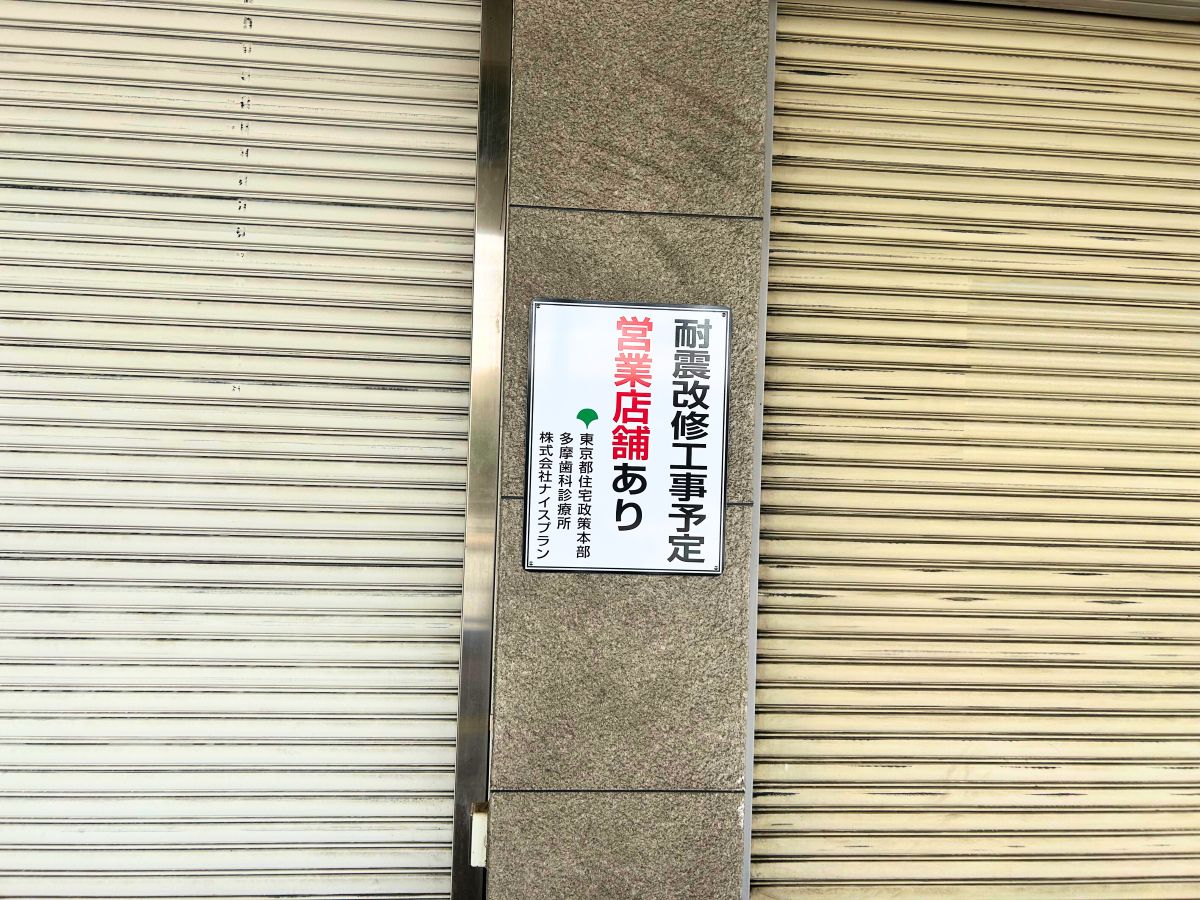 耐震改修工事予定
営業店舗あり
東京都住宅政策本部
多摩歯科診療所
株式会社ナイスプラン